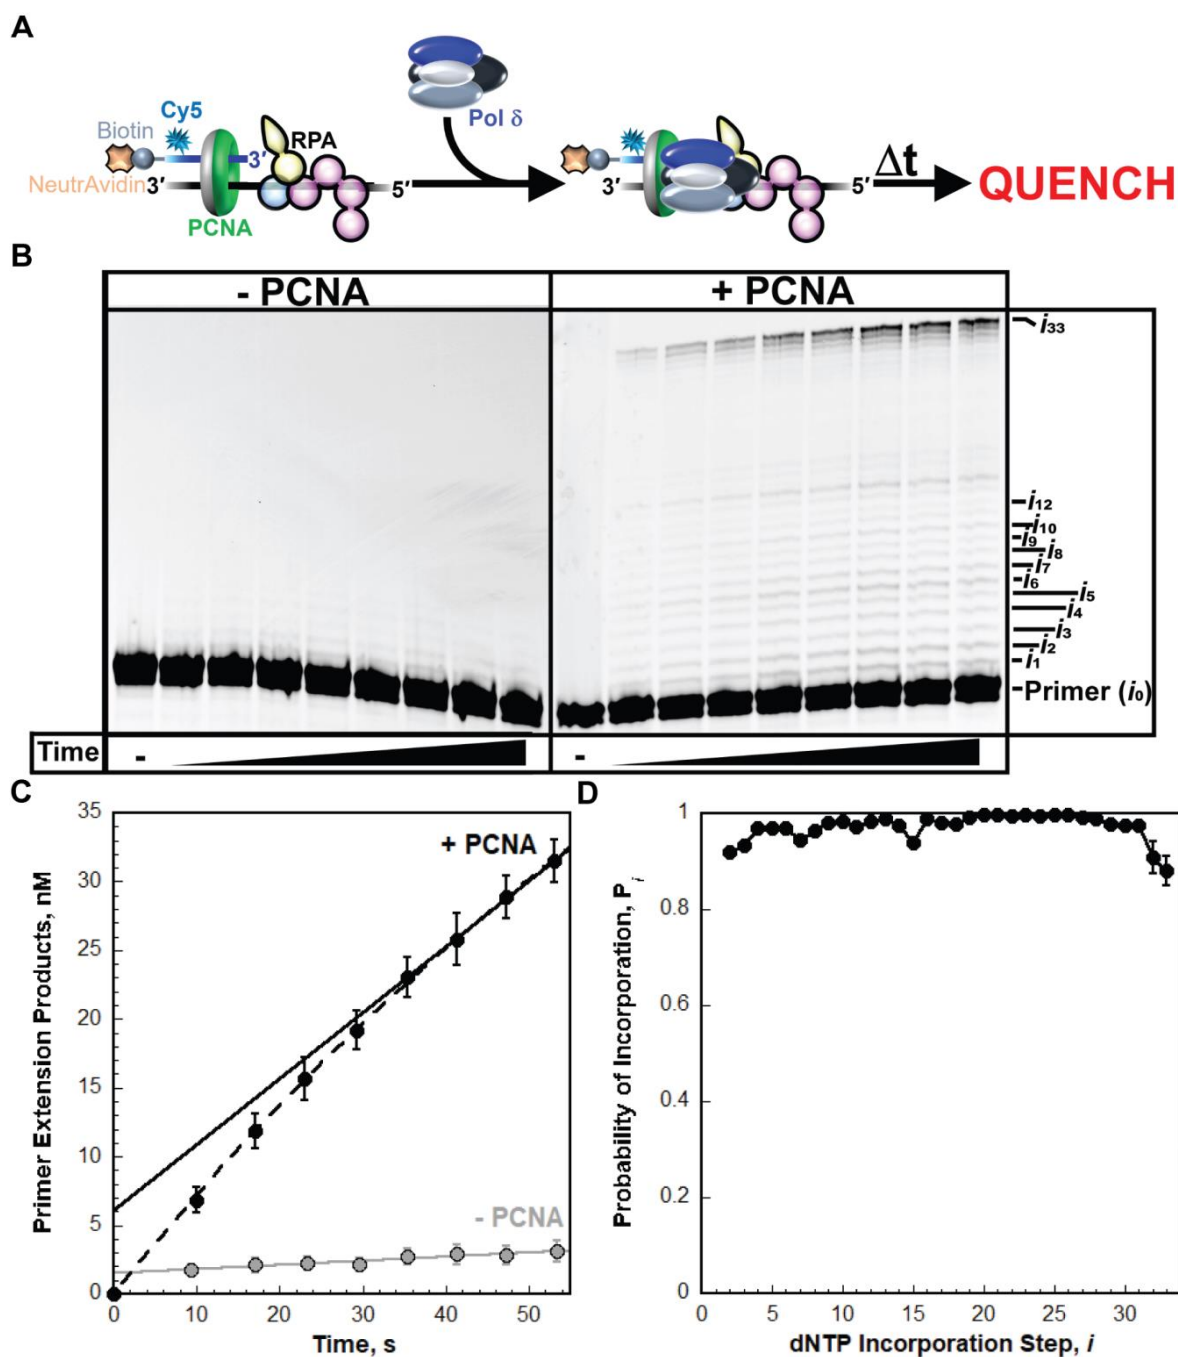 A
Cy5
Biotin
RPA
Pol δ
3′
NeutrAvidin
3′
5′
PCNA
5′
Δt
QUENCH
B
- PCNA
+ PCNA
i33
i12
i10
i9
i8
i7
i6
i5
i4
i3
i2
i1
Primer (i0)
Time
-
-
C
D
35
30
25
20
15
10
5
0
Primer Extension Products, nM
+ PCNA
- PCNA
0
10
20
30
40
50
Time, s
1
0.8
0.6
0.4
0.2
0
Probability of Incorporation, Pi
0
5
10
15
20
25
30
dNTP Incorporation Step, i